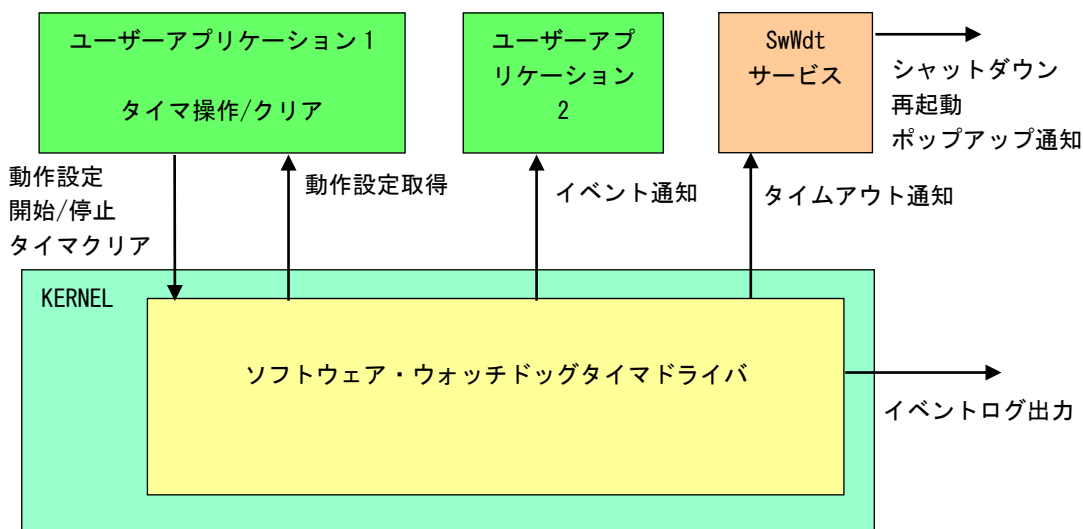 ユーザーアプリケーション1
タイマ操作/クリア
ユーザーアプ
リケーション
2
SwWdt
サービス
シャットダウン
再起動
ポップアップ通知
動作設定
開始/停止
タイマクリア
動作設定取得
イベント通知
タイムアウト通知
KERNEL
ソフトウェア・ウォッチドッグタイマドライバ
イベントログ出力